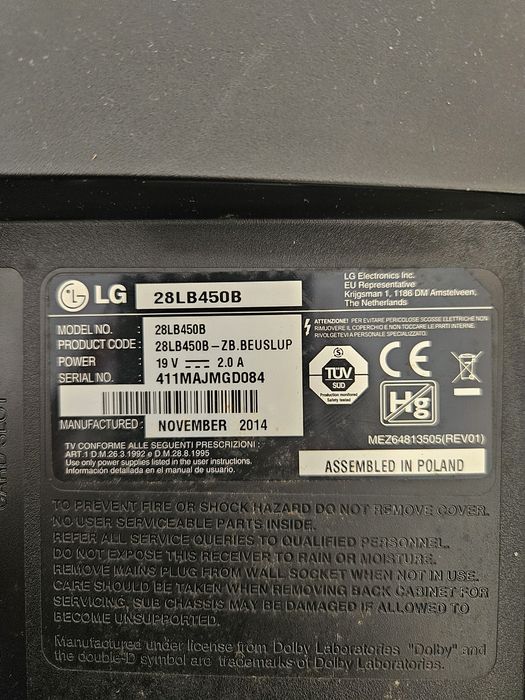 LG 28LB450B
LG Electronics Inc.
EU Representative
Krijgsman 1, 1186 DM Amstelveen,
The Netherlands
MODEL NO. : 28LB450B
PRODUCT CODE : 28LB450B-ZB.BEUSLUP
POWER : 19 V ⎓ 2.0 A
SERIAL NO. : 411MAJMGD084
MANUFACTURED : NOVEMBER 2014
TV CONFORME ALLE SEGUENTI PRESCRIZIONI :
ART.1 D.M.26.3.1992 e D.M 28.8.1995
Use only power supplies listed in the user instructions.
Información detallada en el manual de usuario.
ATTENZIONE! PER EVITARE PERICOLOSE SCOSSE ELETTRICHE NON
RIMUOVERE IL COPERCHIO E NON TOCCARE LE PARTI INTERNE.
RIVOLGETEVI A PERSONALE SPECIALIZZATO.
S
TÜV
SUD
Production monitored
Safety tested
CE
Hg
MEZ64813505(REV01)
ASSEMBLED IN POLAND
TO PREVENT FIRE OR SHOCK HAZARD DO NOT REMOVE COVER.
NO USER SERVICEABLE PARTS INSIDE.
REFER ALL SERVICE QUERIES TO QUALIFIED PERSONNEL.
DO NOT EXPOSE THIS RECEIVER TO RAIN OR MOISTURE.
REMOVE MAINS PLUG FROM WALL SOCKET WHEN NOT IN USE.
CARE SHOULD BE TAKEN WHEN REMOVING BACK CABINET FOR
SERVICING, SUB CHASSIS MAY BE DAMAGED IF ALLOWED TO
BECOME UNSUPPORTED.
Manufactured under license from Dolby Laboratories "Dolby" and
the double-D symbol are trademarks of Dolby Laboratories.